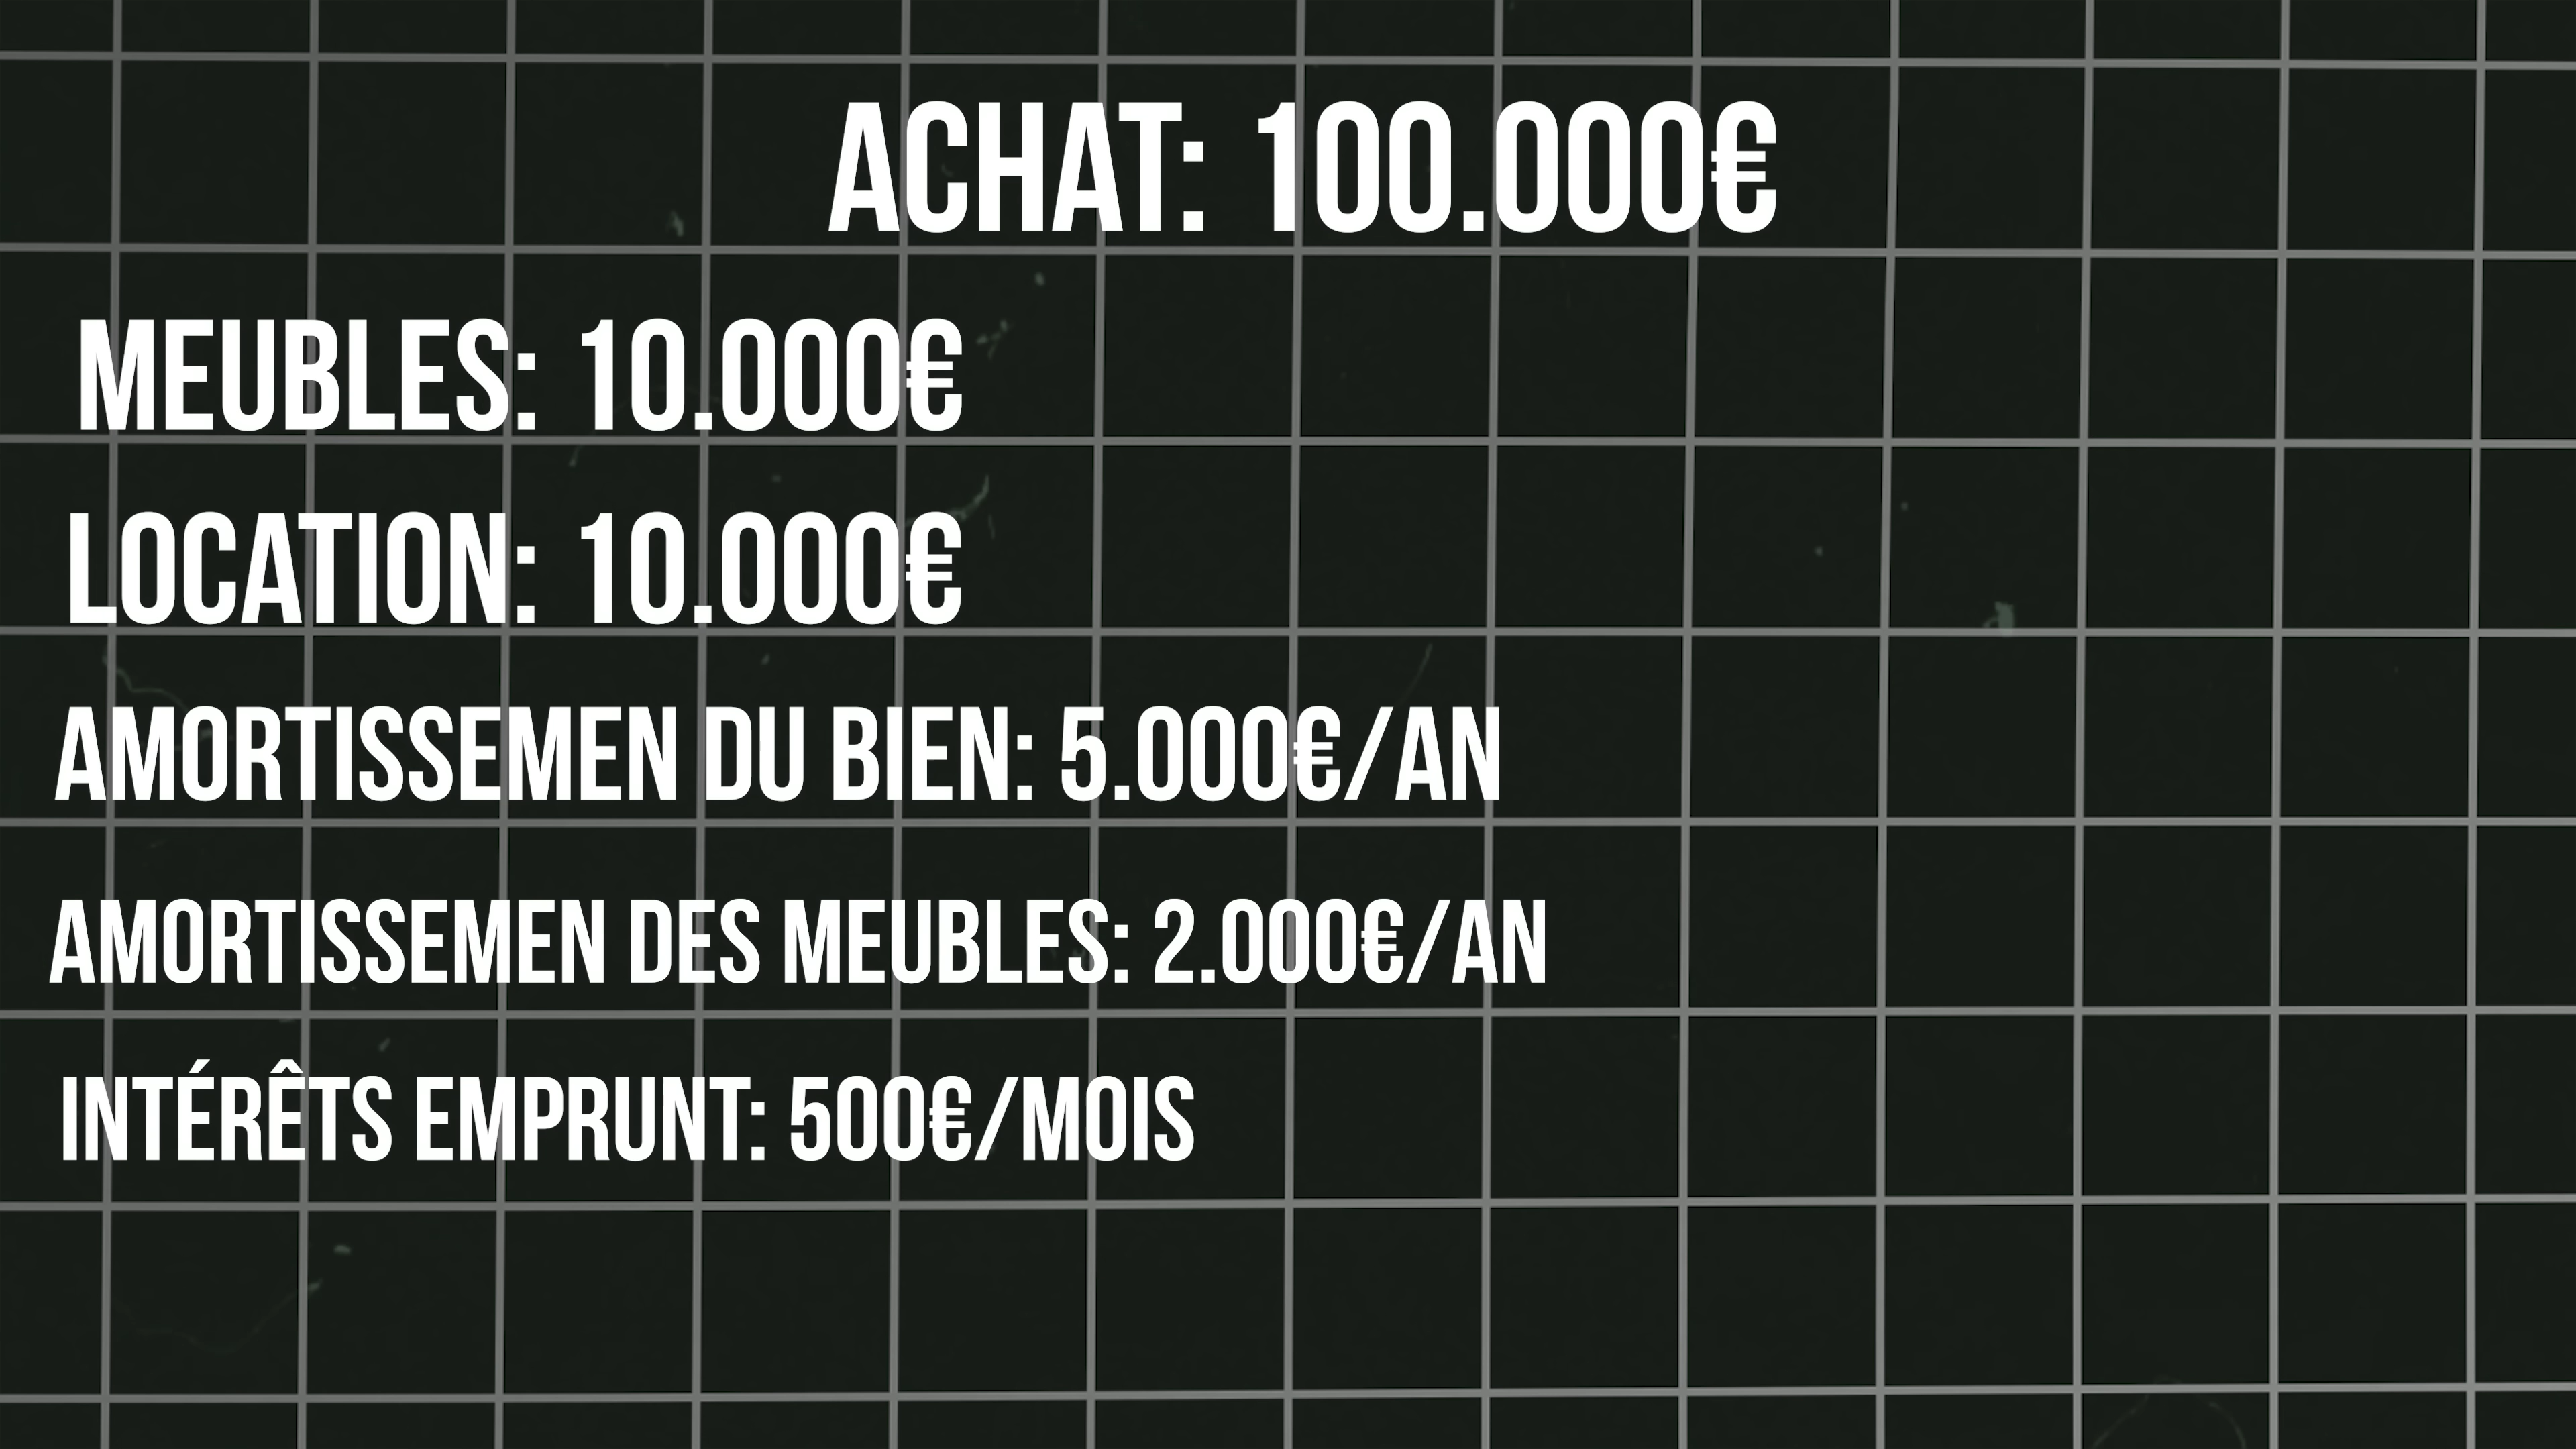 ACHAT: 100.000€
MEUBLES: 10.000€
LOCATION: 10.000€
AMORTISSEMEN DU BIEN: 5.000€/AN
AMORTISSEMEN DES MEUBLES: 2.000€/AN
INTÉRÊTS EMPRUNT: 500€/MOIS